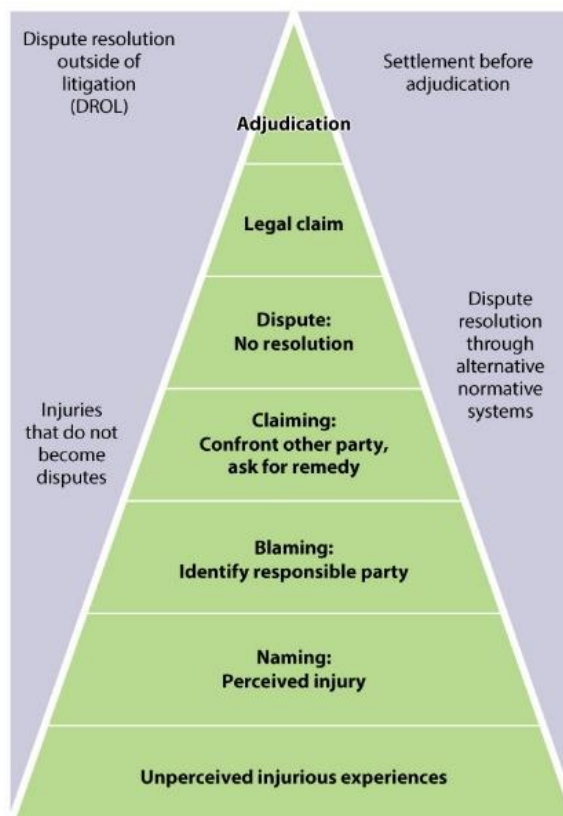 Dispute resolution
outside of
litigation
(DROL)
Settlement before
adjudication
Adjudication
Legal claim
Dispute:
No resolution
Dispute
resolution
through
alternative
normative
systems
Injuries
that do not
become
disputes
Claiming:
Confront other party,
ask for remedy
Blaming:
Identify responsible party
Naming:
Perceived injury
Unperceived injurious experiences